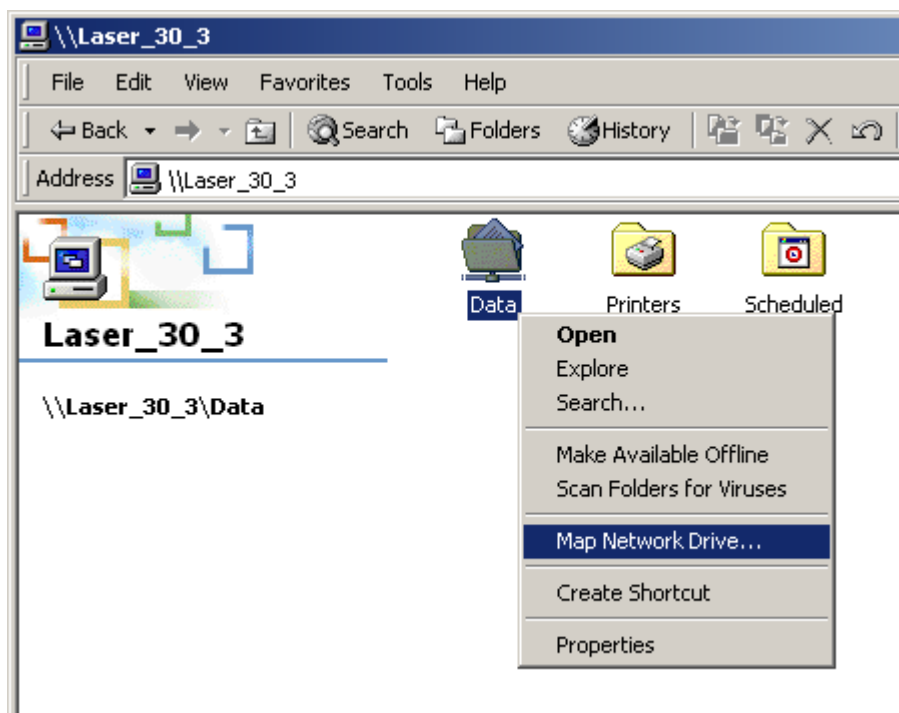 \\Laser_30_3
File Edit View Favorites Tools Help
Back Search Folders History
Address \\Laser_30_3
Data Printers Scheduled
Laser_30_3
\\Laser_30_3\Data
Open
Explore
Search...
Make Available Offline
Scan Folders for Viruses
Map Network Drive...
Create Shortcut
Properties